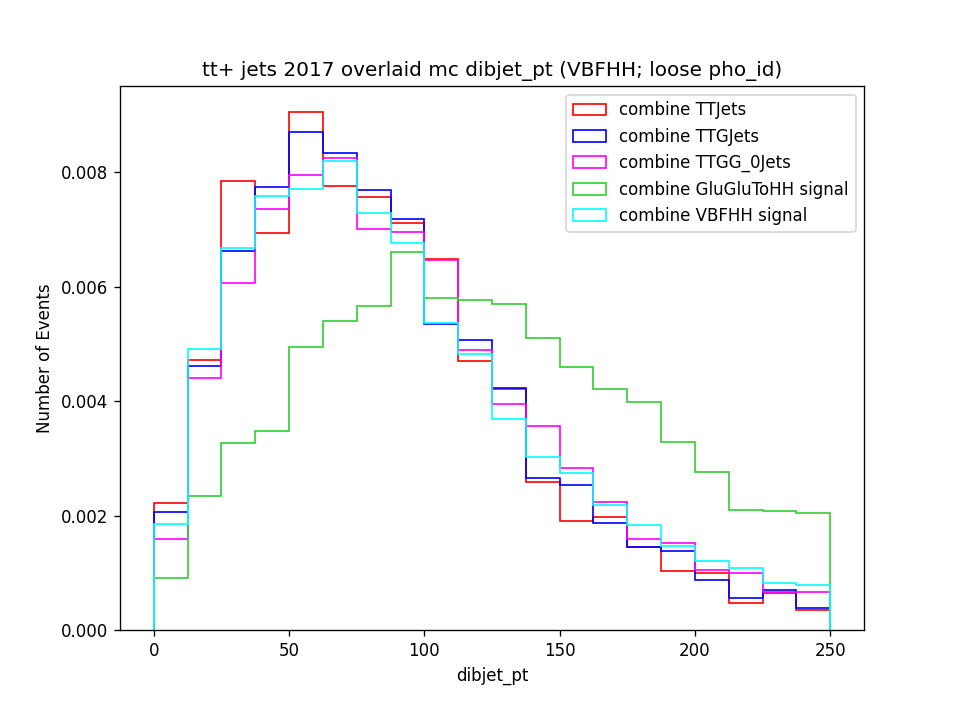 tt+ jets 2017 overlaid mc dibjet_pt (VBFHH; loose pho_id)
combine TTJets
combine TTGJets
combine TTGG_0Jets
combine GluGluToHH signal
combine VBFHH signal
Number of Events
0.008
0.006
0.004
0.002
0.000
0 50 100 150 200 250
dibjet_pt